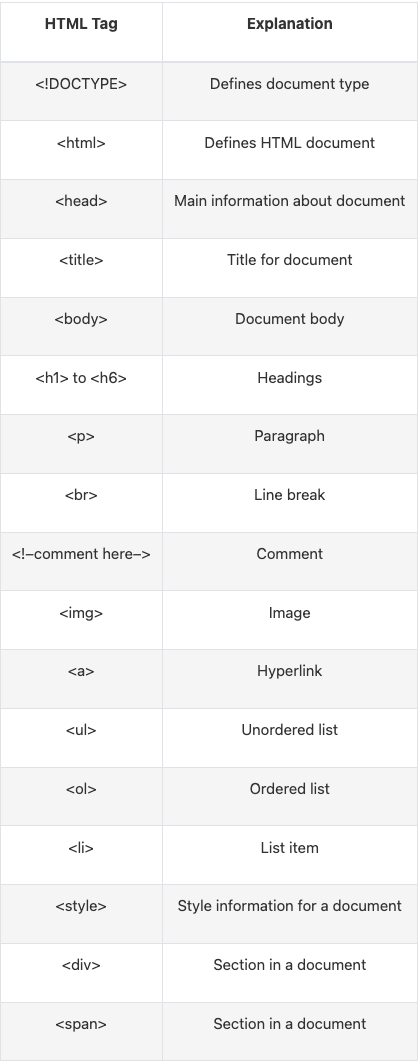 HTML Tag Explanation
<!DOCTYPE> Defines document type
<html> Defines HTML document
<head> Main information about document
<title> Title for document
<body> Document body
<h1> to <h6> Headings
<p> Paragraph
<br> Line break
<!–comment here–> Comment
<img> Image
<a> Hyperlink
<ul> Unordered list
<ol> Ordered list
<li> List item
<style> Style information for a document
<div> Section in a document
<span> Section in a document